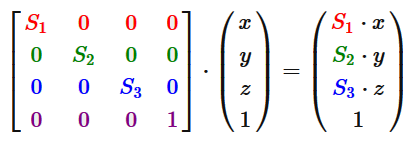 [ S₁ 0 0 0 ] ( x ) ( S₁ · x )
[ 0 S₂ 0 0 ] ( y ) ( S₂ · y )
[ 0 0 S₃ 0 ] · ( z ) = ( S₃ · z )
[ 0 0 0 1 ] ( 1 ) ( 1 )